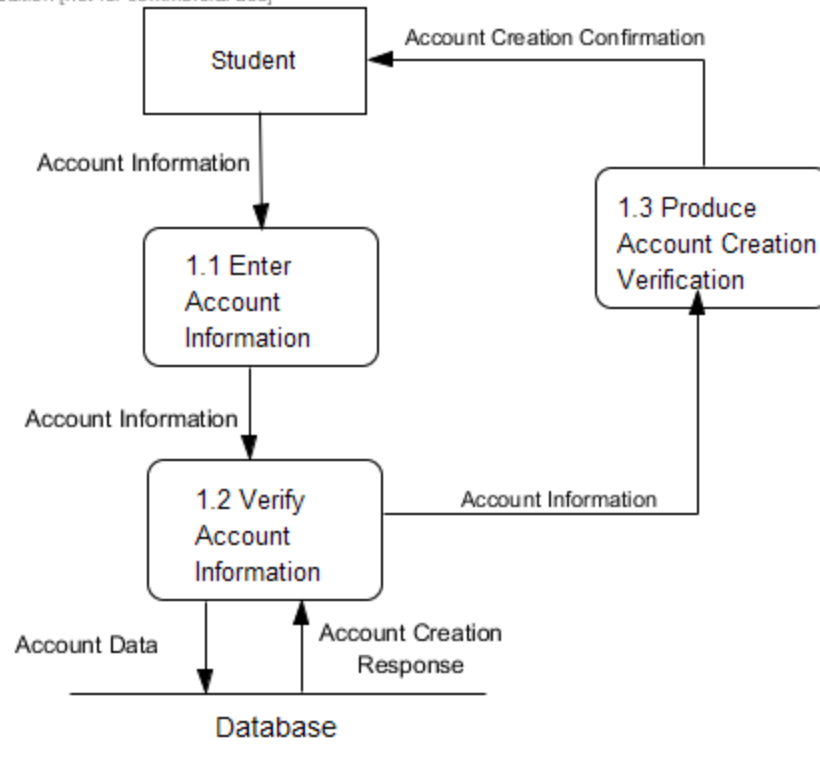 Student
Account Creation Confirmation
Account Information
1.1 Enter
Account
Information
1.3 Produce
Account Creation
Verification
Account Information
1.2 Verify
Account
Information
Account Information
Account Data
Account Creation
Response
Database